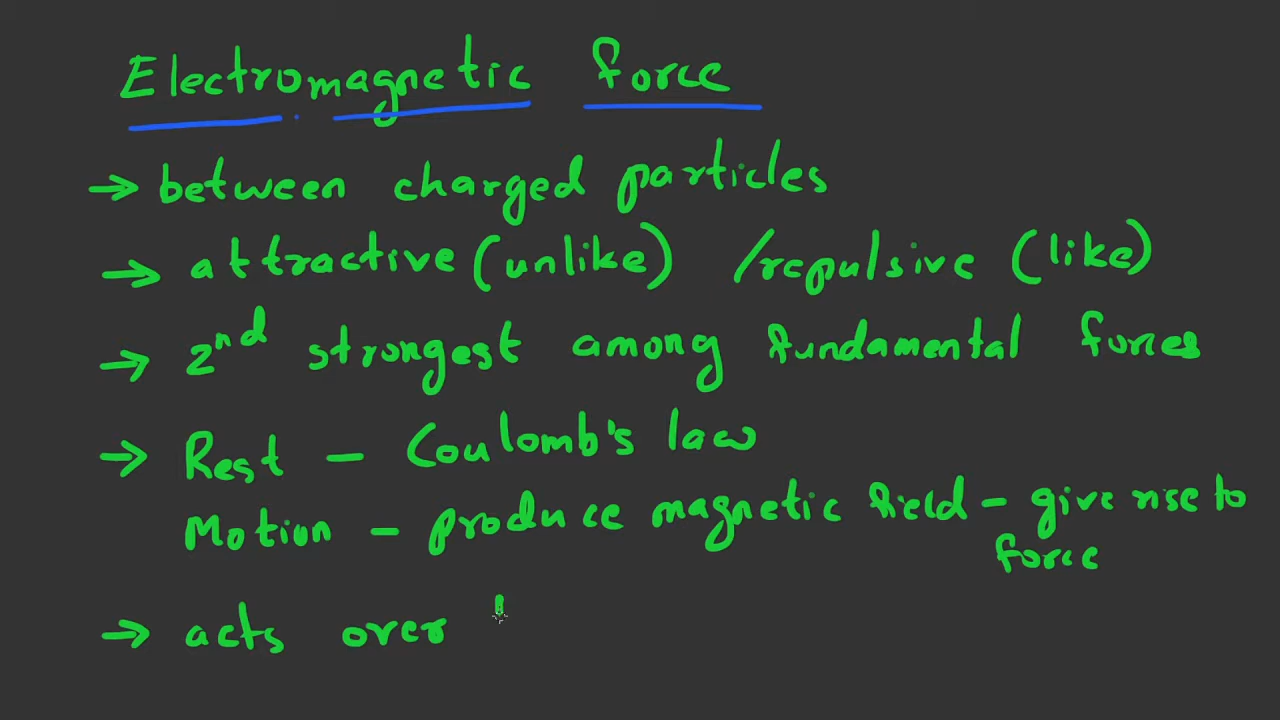 Electromagnetic force
→ between charged particles
→ attractive (unlike) /repulsive (like)
→ 2nd strongest among fundamental forces
→ Rest – Coulomb's law
Motion – produce magnetic field – give rise to
force
→ acts over